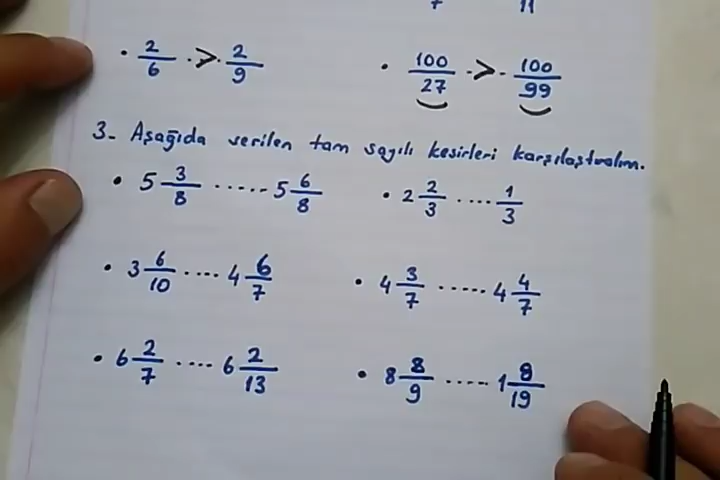 7 11
• 2/6 .>. 2/9 • 100/27 .>. 100/99
3- Aşağıda verilen tam sayılı kesirleri karşılaştıralım.
• 5 3/8 ...... 5 6/8 • 2 2/3 ..... 1/3
• 3 6/10 .... 4 6/7 • 4 3/7 ...... 4 4/7
• 6 2/7 .... 6 2/13 • 8 8/9 ..... 1 8/19